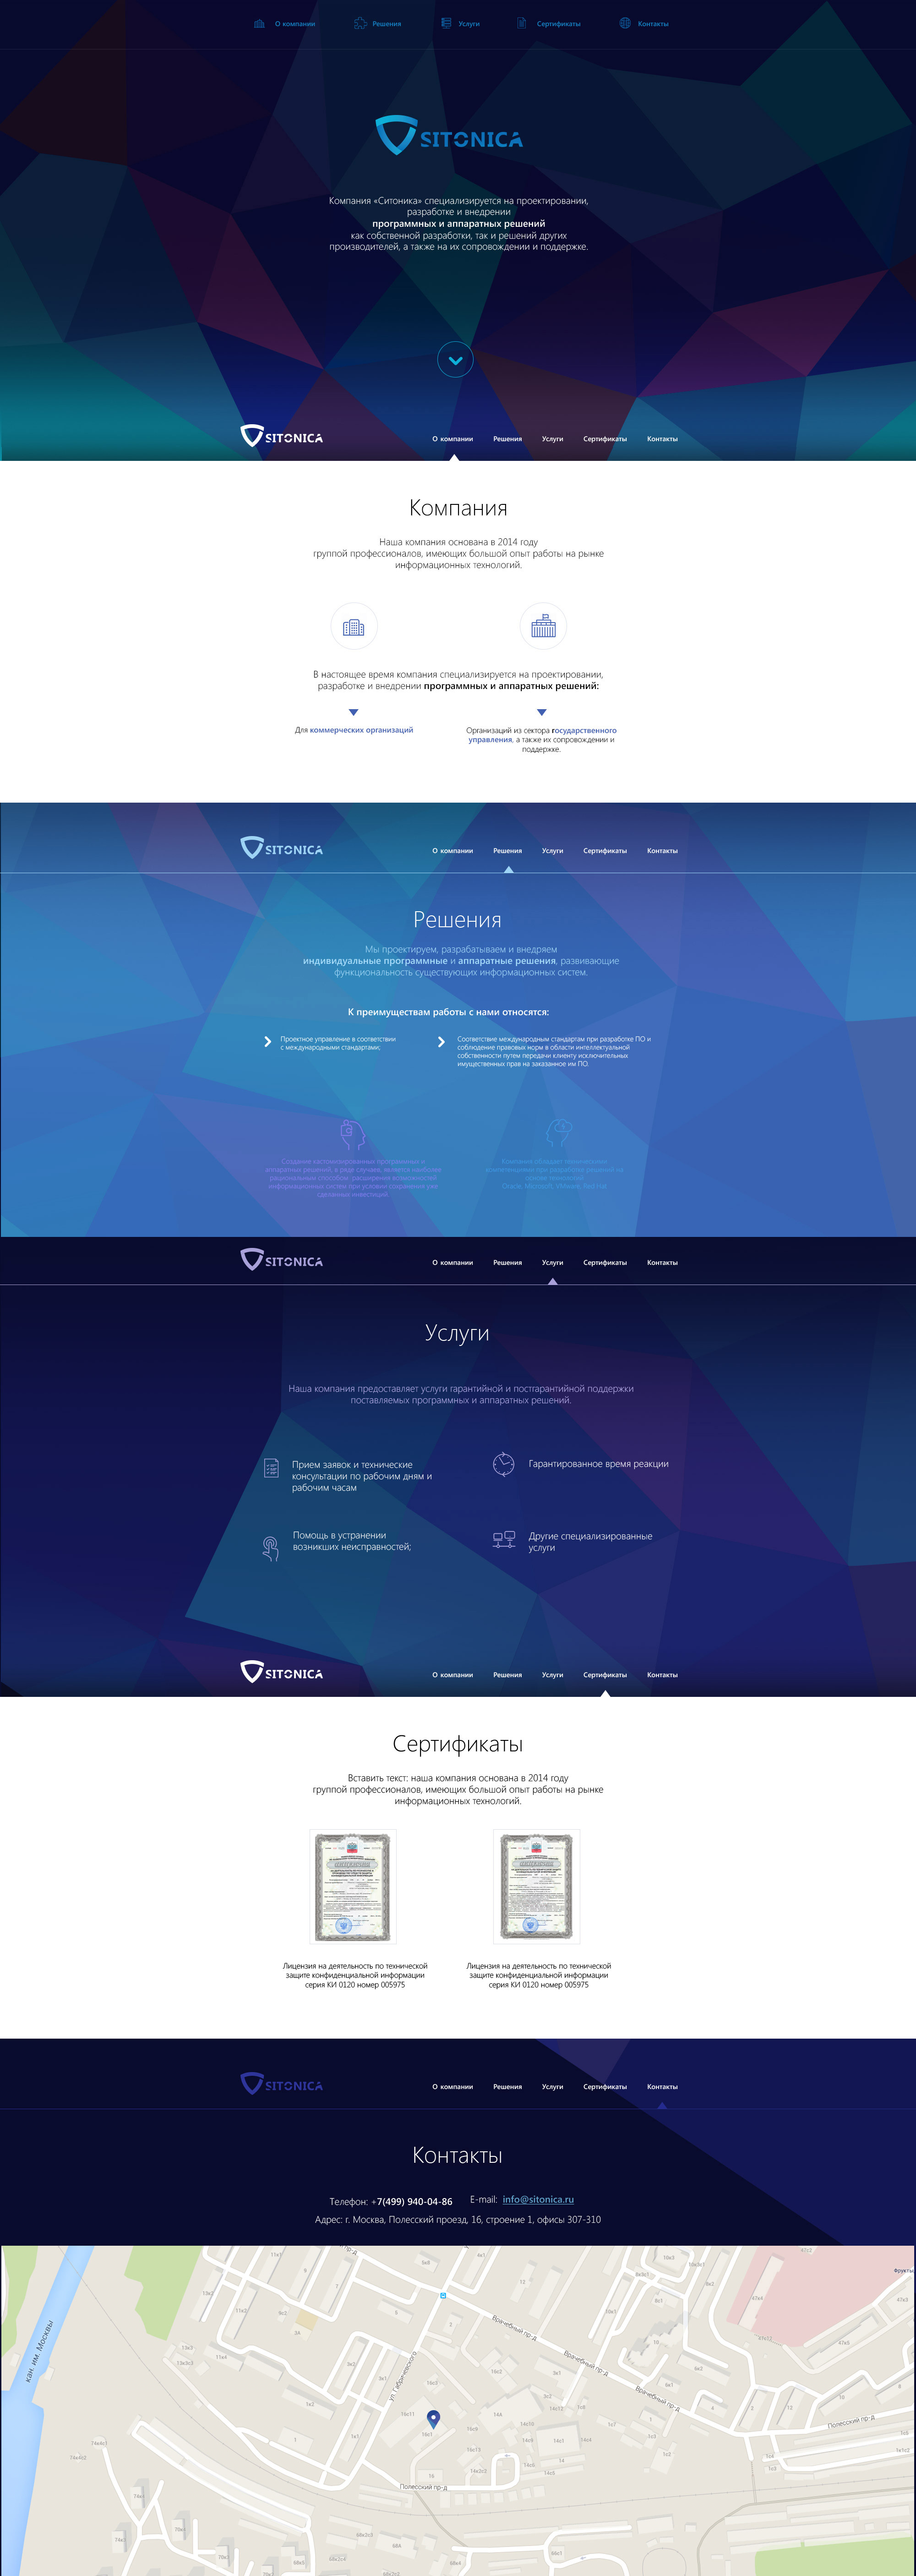 О компании
Решения
Услуги
Сертификаты
Контакты
SITONICA
Компания «Ситоника» специализируется на проектировании,
разработке и внедрении
программных и аппаратных решений
как собственной разработки, так и решений других
производителей, а также на их сопровождении и поддержке.
SITONICA
О компании Решения Услуги Сертификаты Контакты
Компания
Наша компания основана в 2014 году
группой профессионалов, имеющих большой опыт работы на рынке
информационных технологий.
В настоящее время компания специализируется на проектировании,
разработке и внедрении программных и аппаратных решений:
Для коммерческих организаций
Организаций из сектора государственного
управления, а также их сопровождении и
поддержке.
SITONICA
О компании Решения Услуги Сертификаты Контакты
Решения
Мы проектируем, разрабатываем и внедряем
индивидуальные программные и аппаратные решения, развивающие
функциональность существующих информационных систем.
К преимуществам работы с нами относятся:
Проектное управление в соответствии
с международными стандартами;
Соответствие международным стандартам при разработке ПО и
соблюдение правовых норм в области интеллектуальной
собственности путем передачи клиенту исключительных
имущественных прав на заказанное им ПО.
Создание кастомизированных программных и
аппаратных решений, в ряде случаев, является наиболее
рациональным способом расширения возможностей
информационных систем при условии сохранения уже
сделанных инвестиций.
Компания обладает техническими
компетенциями при разработке решений на
основе технологий
Oracle, Microsoft, VMware, Red Hat
SITONICA
О компании Решения Услуги Сертификаты Контакты
Услуги
Наша компания предоставляет услуги гарантийной и постгарантийной поддержки
поставляемых программных и аппаратных решений.
Прием заявок и технические
консультации по рабочим дням и
рабочим часам
Гарантированное время реакции
Помощь в устранении
возникших неисправностей;
Другие специализированные
услуги
SITONICA
О компании Решения Услуги Сертификаты Контакты
Сертификаты
Вставить текст: наша компания основана в 2014 году
группой профессионалов, имеющих большой опыт работы на рынке
информационных технологий.
Лицензия на деятельность по технической
защите конфиденциальной информации
серия КИ 0120 номер 005975
Лицензия на деятельность по технической
защите конфиденциальной информации
серия КИ 0120 номер 005975
SITONICA
О компании Решения Услуги Сертификаты Контакты
Контакты
Телефон: +7(499) 940-04-86
E-mail: info@sitonica.ru
Адрес: г. Москва, Полесский проезд, 16, строение 1, офисы 307-310
кан. им. Москвы
ул. Габричевского
Врачебный пр-д
Врачебный пр-д
Врачебный пр-д
Полесский пр-д
Полесский пр-д
Фрукты